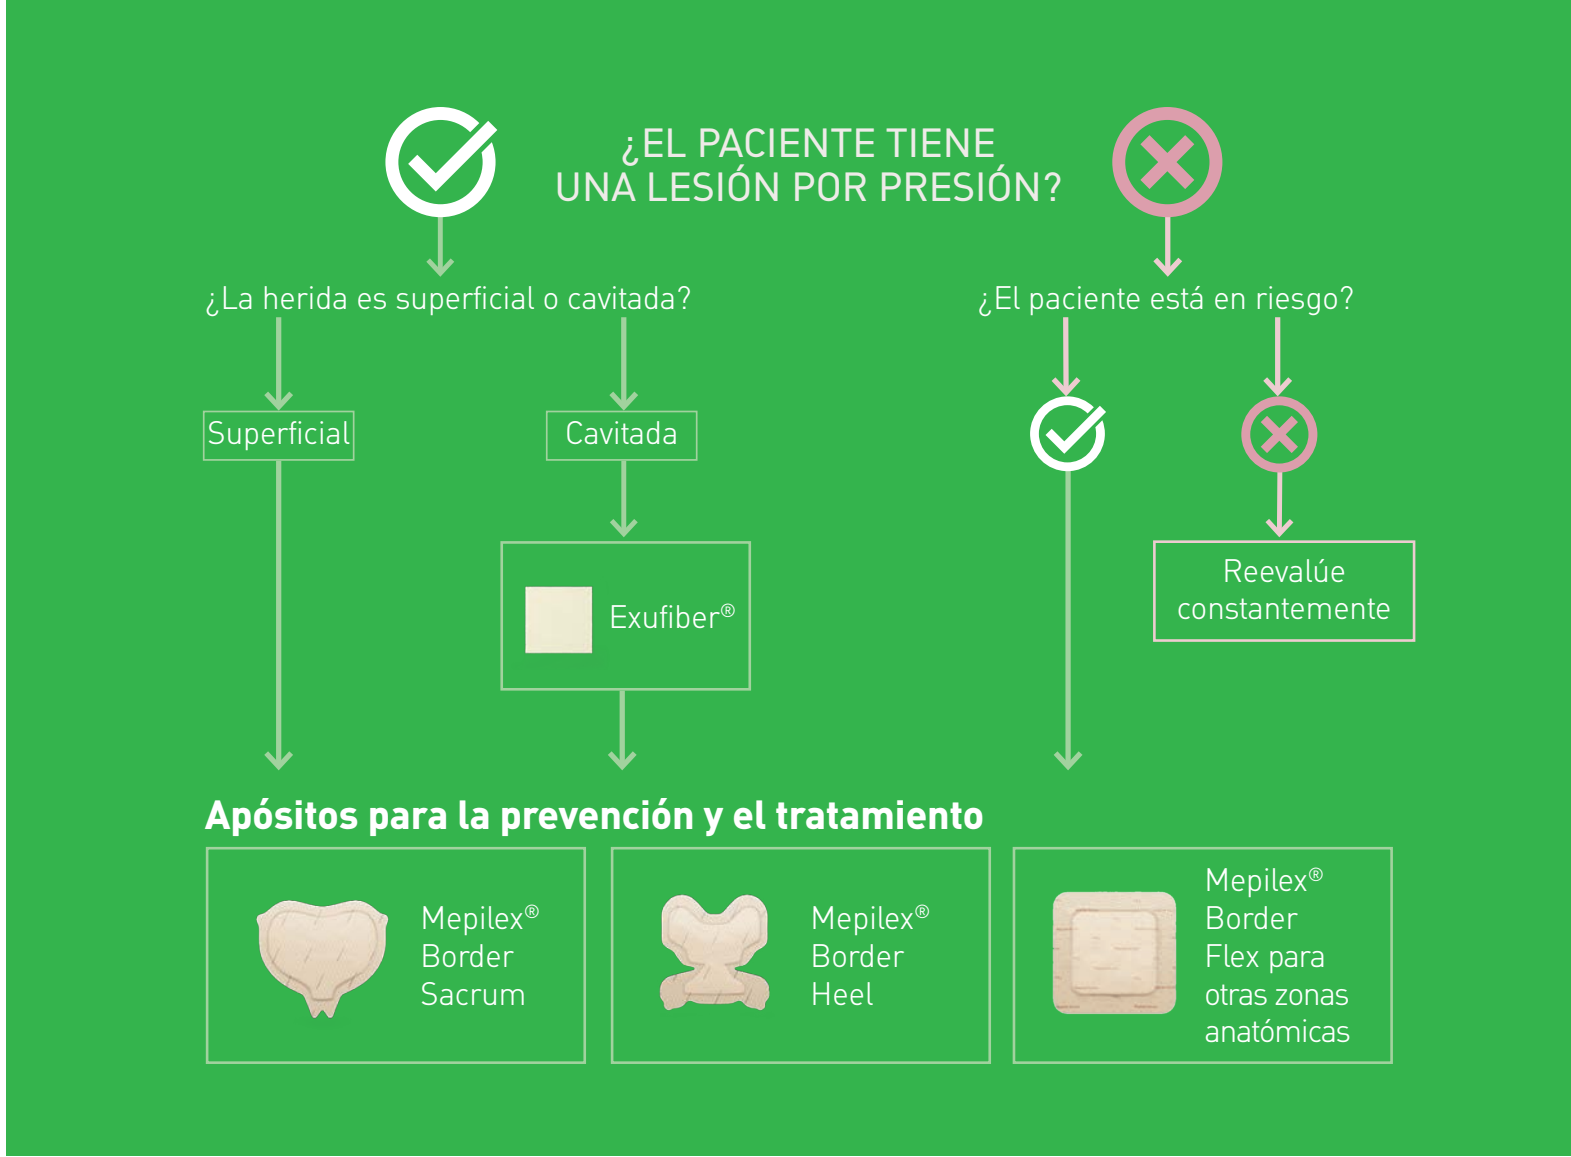 ¿EL PACIENTE TIENE
UNA LESIÓN POR PRESIÓN?
¿La herida es superficial o cavitada?
¿El paciente está en riesgo?
Superficial
Cavitada
Exufiber®
Reevalúe
constantemente
Apósitos para la prevención y el tratamiento
Mepilex®
Border
Sacrum
Mepilex®
Border
Heel
Mepilex®
Border
Flex para
otras zonas
anatómicas